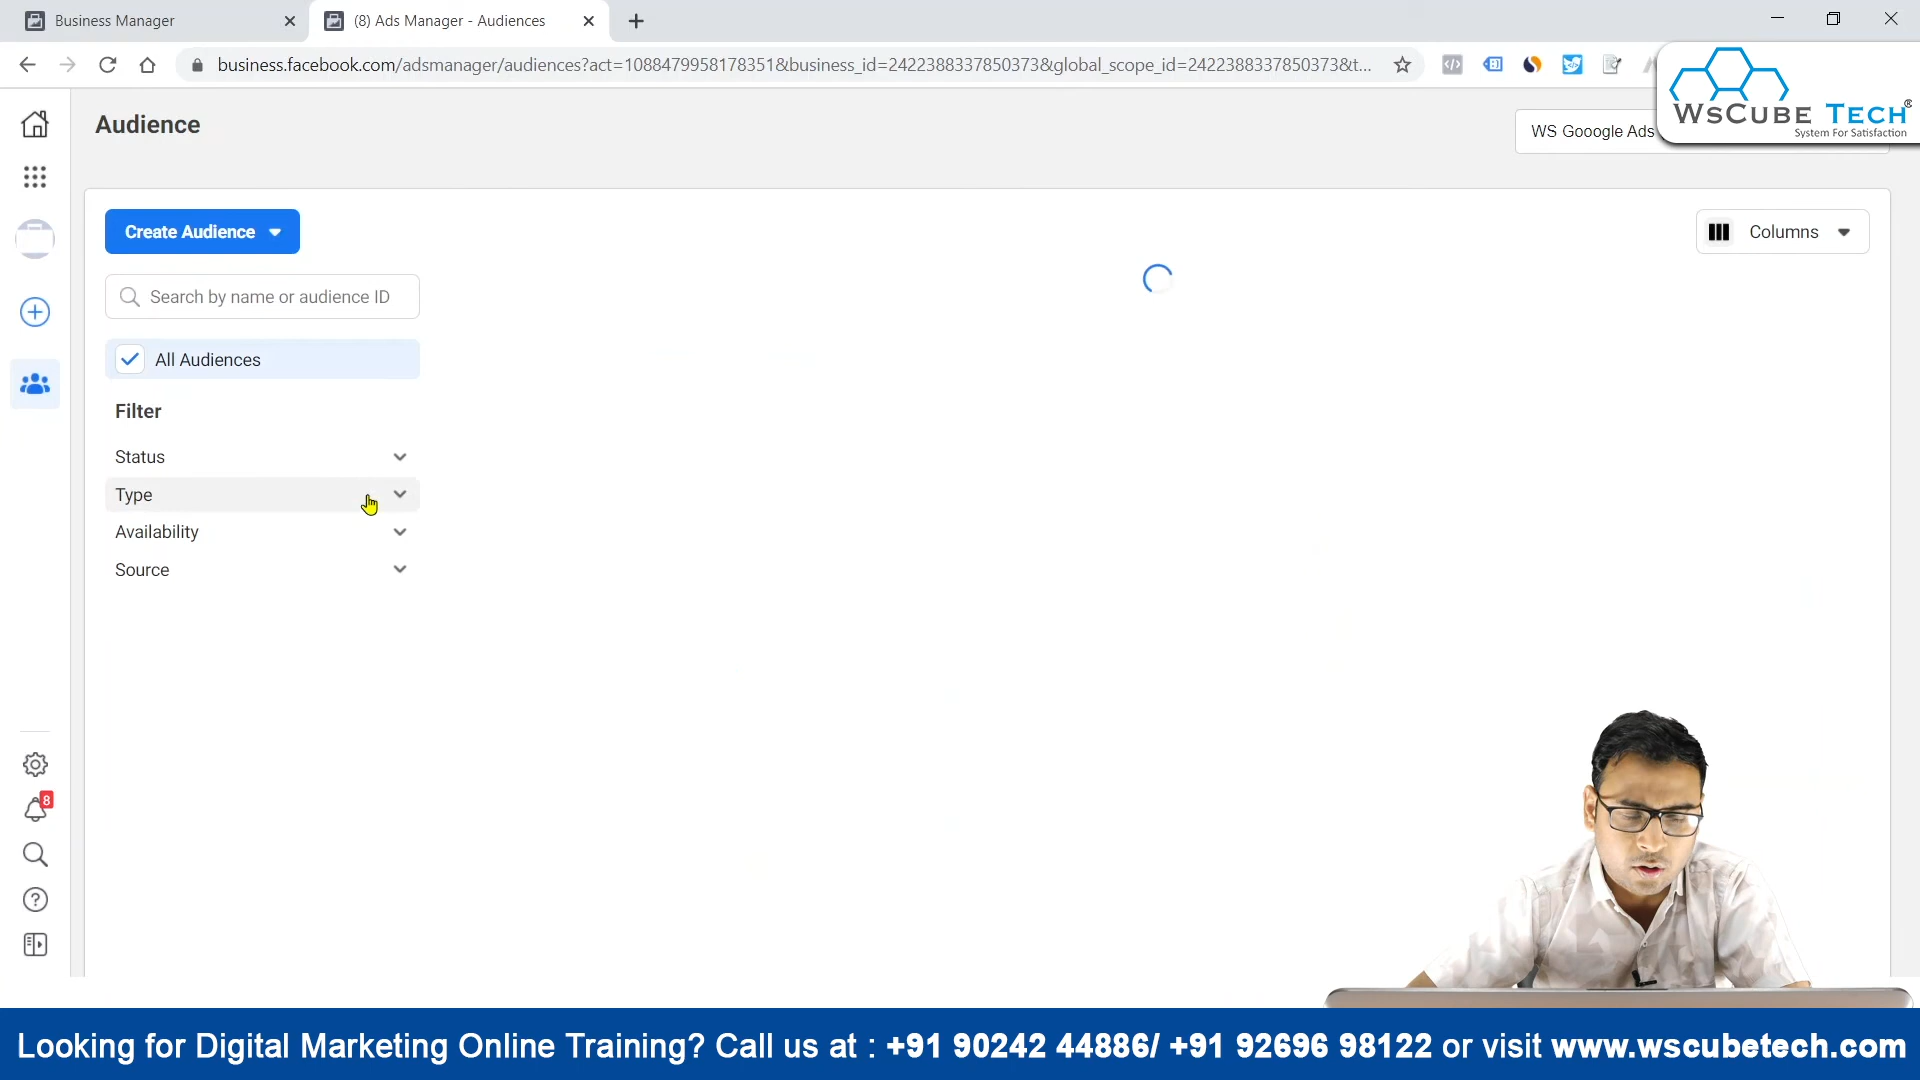 Business Manager
(8) Ads Manager - Audiences
business.facebook.com/adsmanager/audiences?act=1088479958178351&business_id=2422388337850373&global_scope_id=2422388337850373&t...
WSCUBE TECH®
System For Satisfaction
Audience
WS Gooogle Ads
Create Audience
Columns
Search by name or audience ID
All Audiences
Filter
Status
Type
Availability
Source
8
Looking for Digital Marketing Online Training? Call us at : +91 90242 44886/ +91 92696 98122 or visit www.wscubetech.com